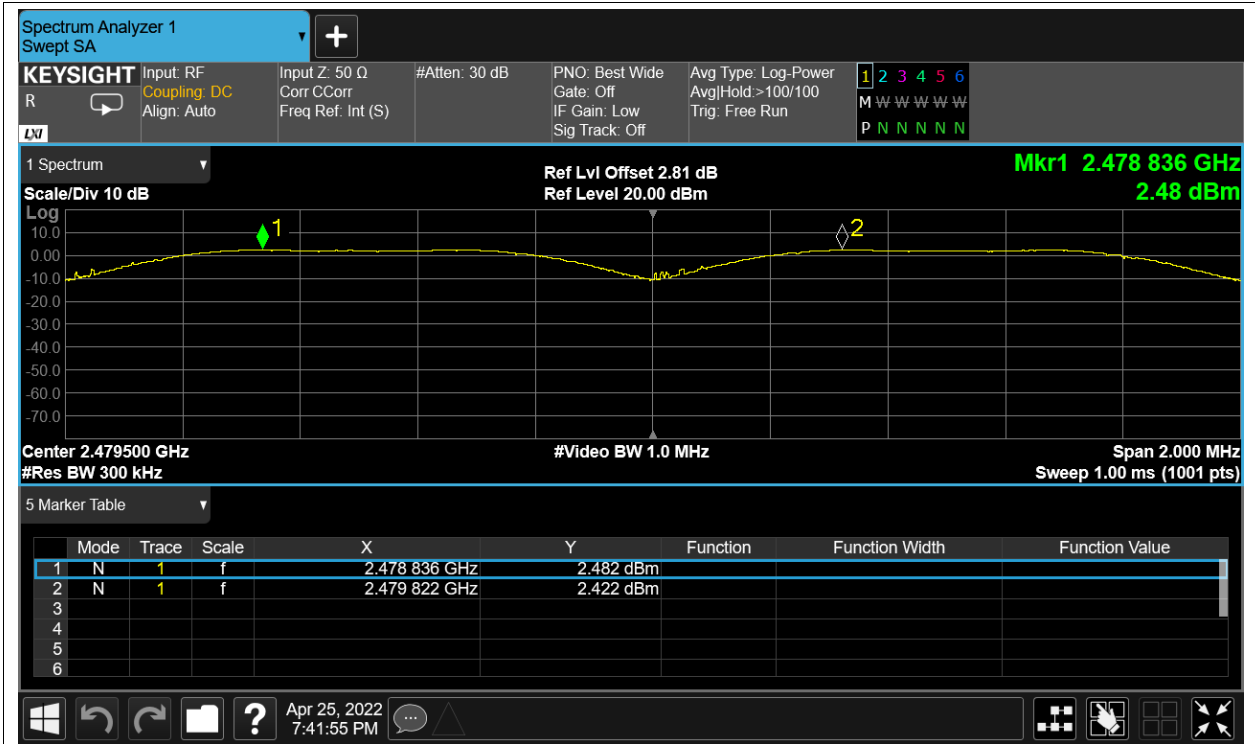 Spectrum Analyzer 1
Swept SA
+
KEYSIGHT
R
LXI
Input: RF
Coupling: DC
Align: Auto
Input Z: 50 Ω
Corr CCorr
Freq Ref: Int (S)
#Atten: 30 dB
PNO: Best Wide
Gate: Off
IF Gain: Low
Sig Track: Off
Avg Type: Log-Power
Avg|Hold:>100/100
Trig: Free Run
1 2 3 4 5 6
M W W W W W
P N N N N N
1 Spectrum
Scale/Div 10 dB
Ref Lvl Offset 2.81 dB
Ref Level 20.00 dBm
Mkr1 2.478 836 GHz
2.48 dBm
Log
10.0
0.00
-10.0
-20.0
-30.0
-40.0
-50.0
-60.0
-70.0
1
2
Center 2.479500 GHz
#Res BW 300 kHz
#Video BW 1.0 MHz
Span 2.000 MHz
Sweep 1.00 ms (1001 pts)
5 Marker Table
Mode Trace Scale X Y Function Function Width Function Value
1 N 1 f 2.478 836 GHz 2.482 dBm
2 N 1 f 2.479 822 GHz 2.422 dBm
3
4
5
6
?
Apr 25, 2022
7:41:55 PM